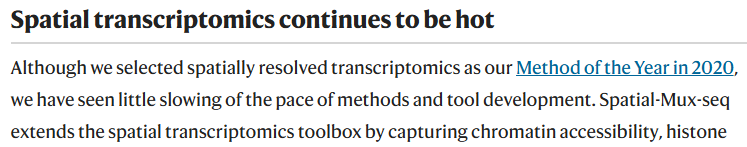 Spatial transcriptomics continues to be hot
Although we selected spatially resolved transcriptomics as our Method of the Year in 2020,
we have seen little slowing of the pace of methods and tool development. Spatial-Mux-seq
extends the spatial transcriptomics toolbox by capturing chromatin accessibility, histone